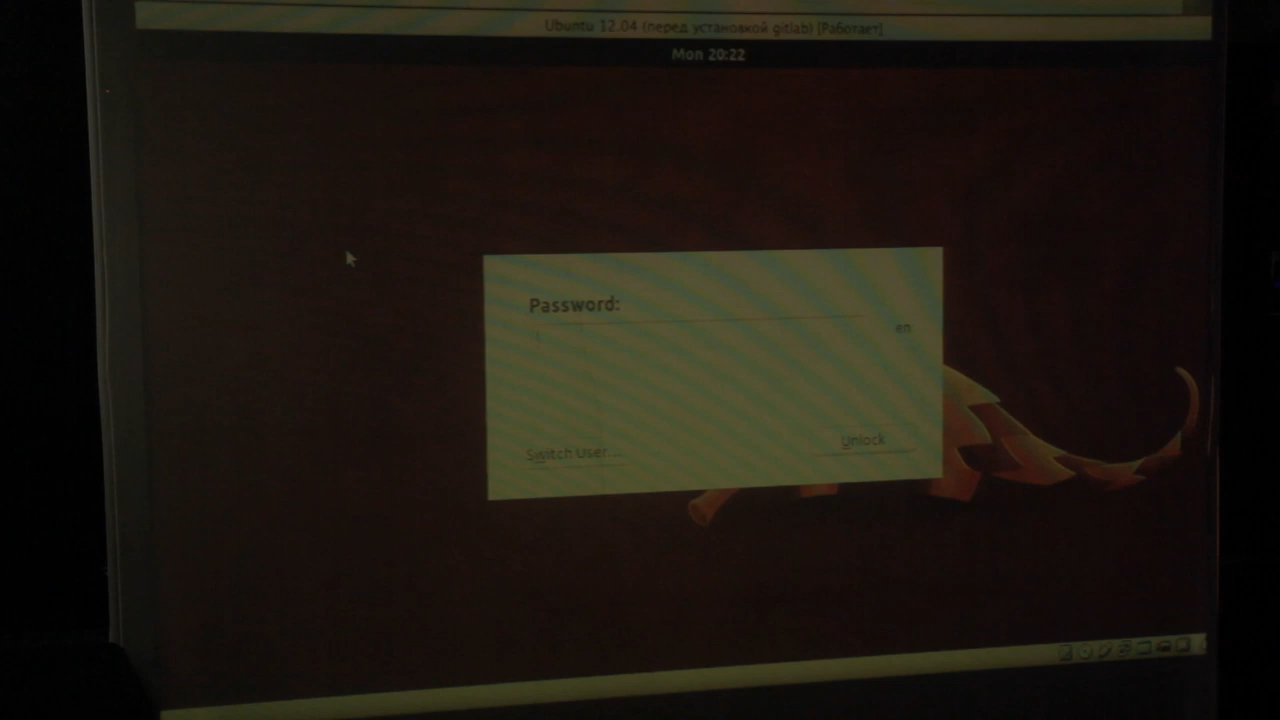 Ubuntu 12.04 (перед установкой gitlab) [Работает]
Mon 20:22
Password:
en
Switch User...
Unlock